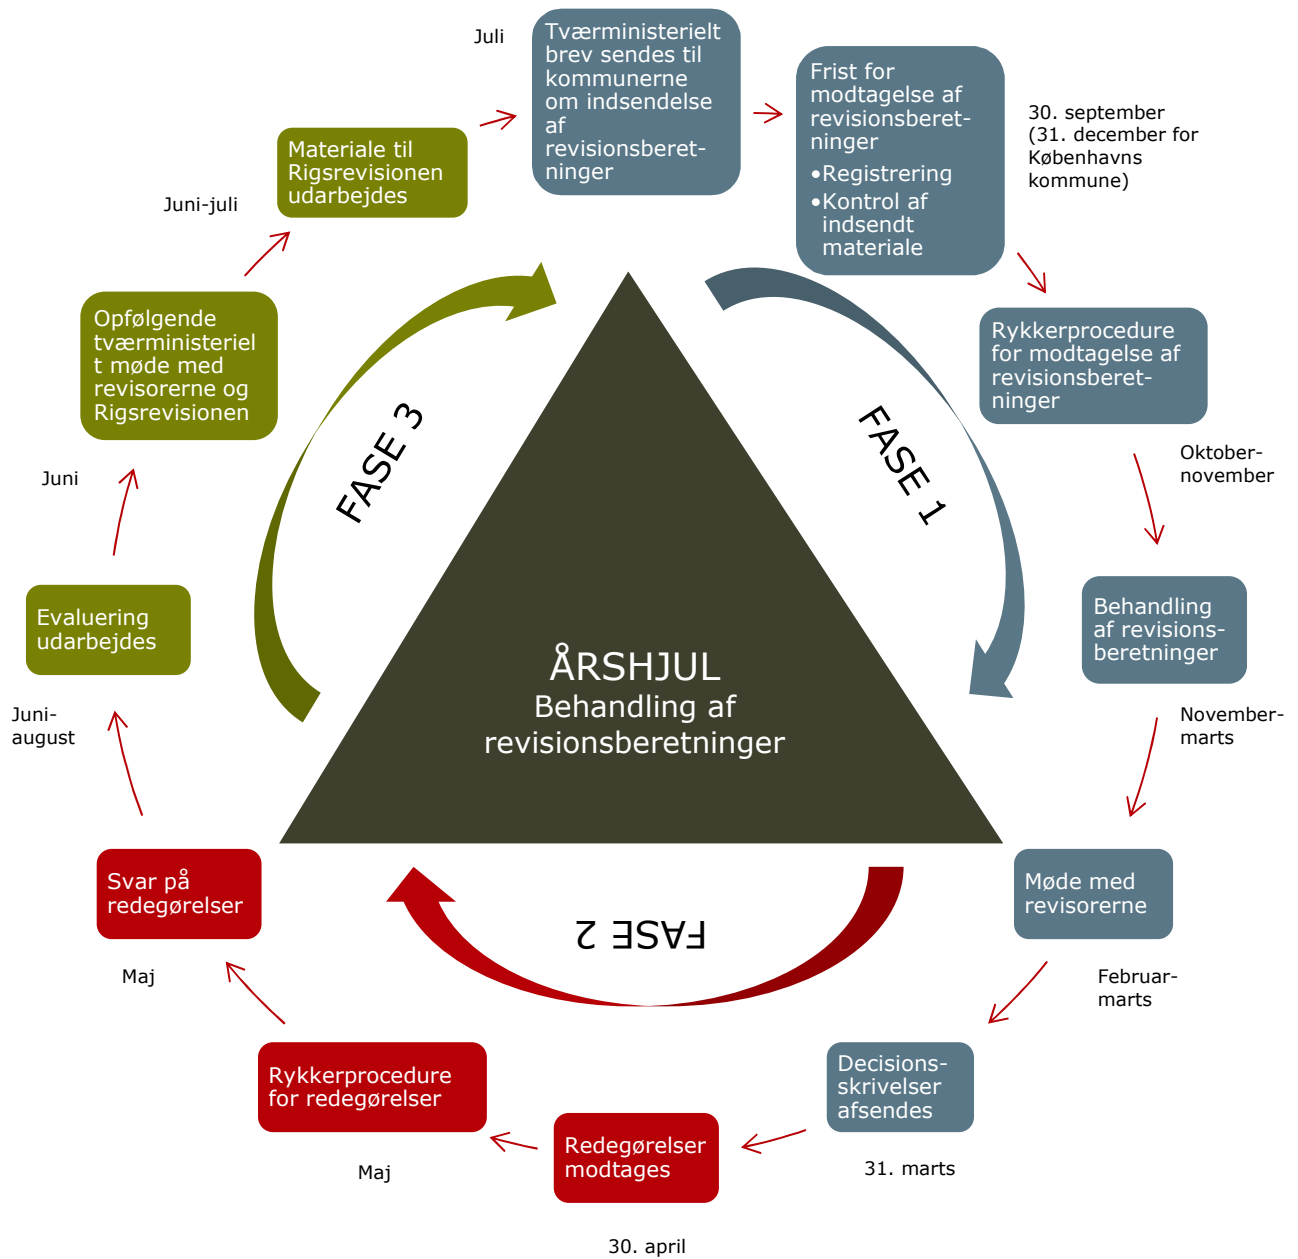 Juli
Tværministerielt
brev sendes til
kommunerne
om indsendelse
af
revisionsberet-
ninger
Frist for
modtagelse af
revisionsberet-
ninger
•Registrering
•Kontrol af
indsendt
materiale
30. september
(31. december for
Københavns
kommune)
Rykkerprocedure
for modtagelse af
revisionsberet-
ninger
Oktober-
november
Behandling
af revisions-
beretninger
November-
marts
Møde med
revisorerne
Februar-
marts
Decisions-
skrivelser
afsendes
31. marts
Redegørelser
modtages
30. april
Rykkerprocedure
for redegørelser
Maj
Svar på
redegørelser
Maj
Evaluering
udarbejdes
Juni-
august
Opfølgende
tværministeriel
t møde med
revisorerne og
Rigsrevisionen
Juni
Materiale til
Rigsrevisionen
udarbejdes
Juni-juli
FASE 1
FASE 2
FASE 3
ÅRSHJUL
Behandling af
revisionsberetninger